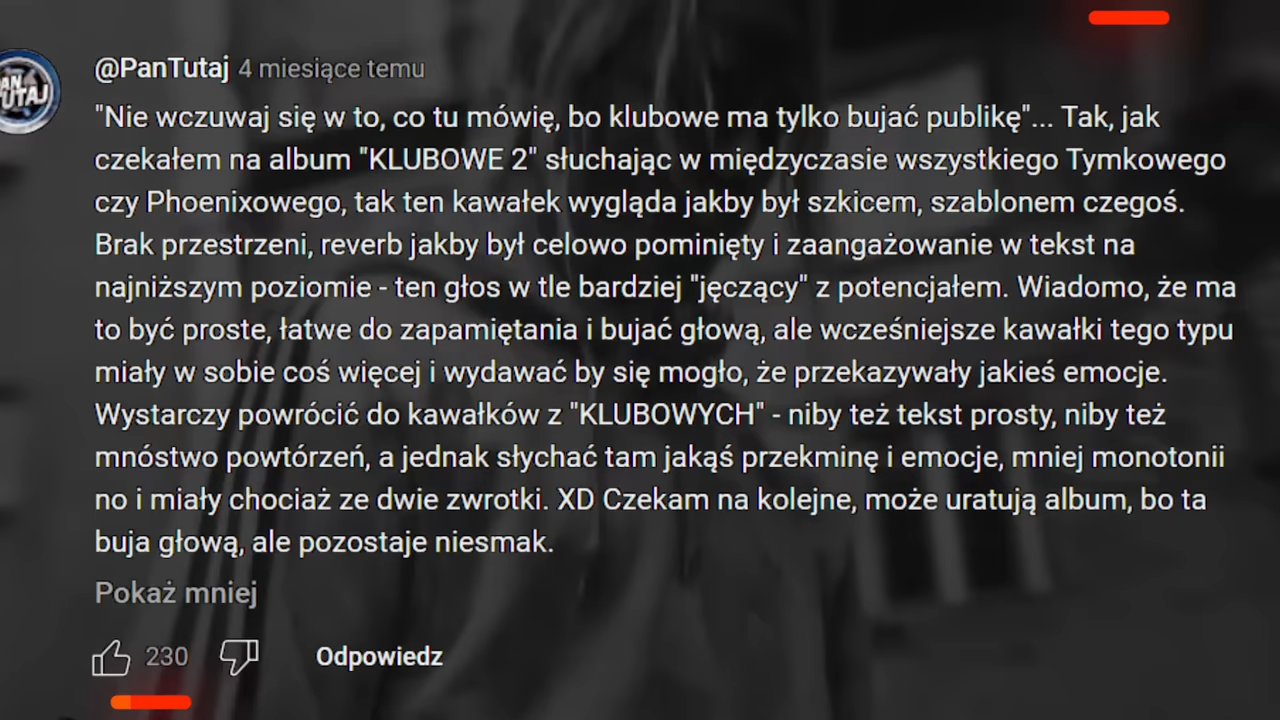 @PanTutaj 4 miesiące temu
"Nie wczuwaj się w to, co tu mówię, bo klubowe ma tylko bujać publikę"... Tak, jak
czekałem na album "KLUBOWE 2" słuchając w międzyczasie wszystkiego Tymkowego
czy Phoenixowego, tak ten kawałek wygląda jakby był szkicem, szablonem czegoś.
Brak przestrzeni, reverb jakby był celowo pominięty i zaangażowanie w tekst na
najniższym poziomie - ten głos w tle bardziej "jęczący" z potencjałem. Wiadomo, że ma
to być proste, łatwe do zapamiętania i bujać głową, ale wcześniejsze kawałki tego typu
miały w sobie coś więcej i wydawać by się mogło, że przekazywały jakieś emocje.
Wystarczy powrócić do kawałków z "KLUBOWYCH" - niby też tekst prosty, niby też
mnóstwo powtórzeń, a jednak słychać tam jakąś przekminę i emocje, mniej monotonii
no i miały chociaż ze dwie zwrotki. XD Czekam na kolejne, może uratują album, bo ta
buja głową, ale pozostaje niesmak.
Pokaż mniej
230 Odpowiedz